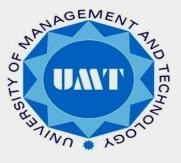 UNIVERSITY OF MANAGEMENT AND TECHNOLOGY
UMT